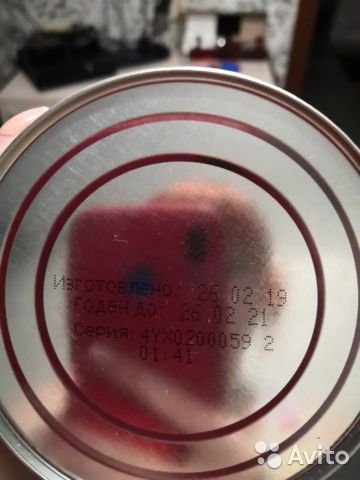 Изготовлено: 26 02 19
Годен до: 26 02 21
Серия: 4YX0200059 2
01:41
Avito